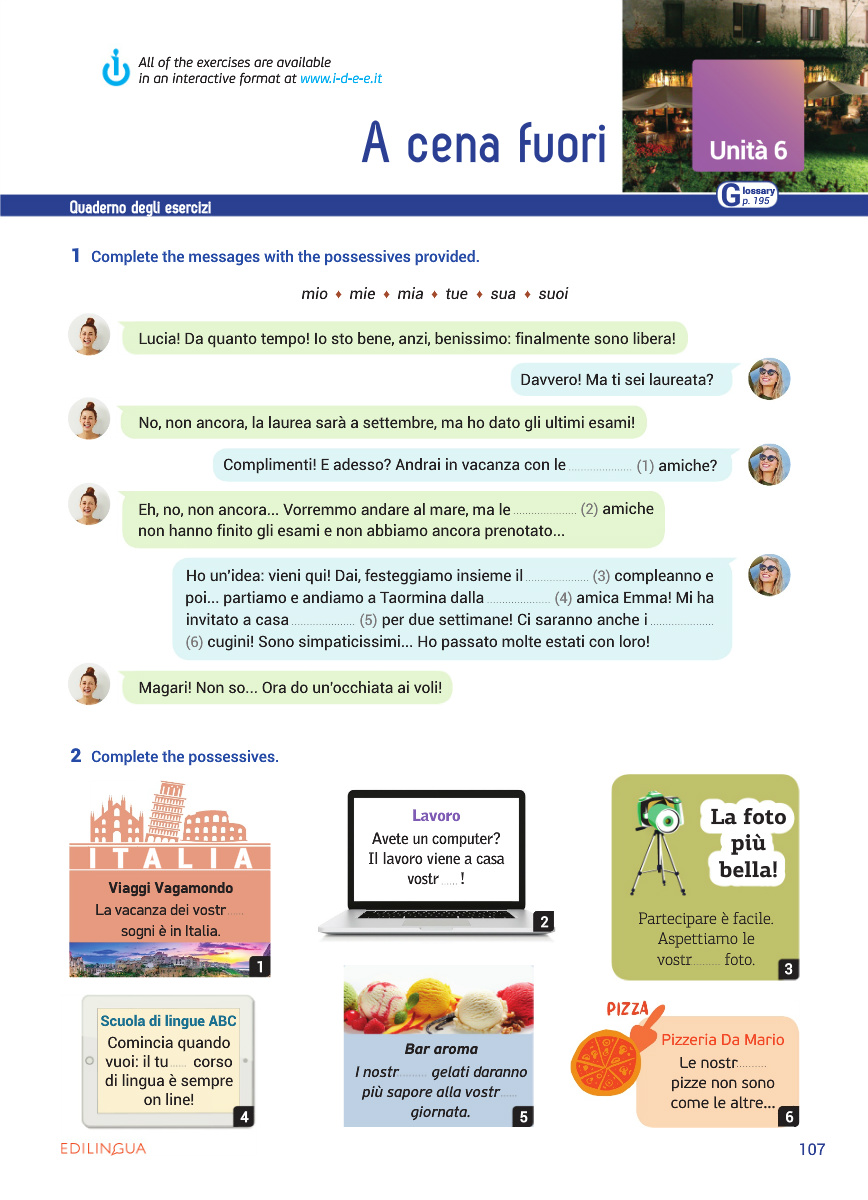 All of the exercises are available
in an interactive format at www.i-d-e-e.it
A cena fuori
Unità 6
Glossary
p. 195
Quaderno degli esercizi
1 Complete the messages with the possessives provided.
mio ♦ mie ♦ mia ♦ tue ♦ sua ♦ suoi
Lucia! Da quanto tempo! Io sto bene, anzi, benissimo: finalmente sono libera!
Davvero! Ma ti sei laureata?
No, non ancora, la laurea sarà a settembre, ma ho dato gli ultimi esami!
Complimenti! E adesso? Andrai in vacanza con le .................... (1) amiche?
Eh, no, non ancora... Vorremmo andare al mare, ma le .................... (2) amiche
non hanno finito gli esami e non abbiamo ancora prenotato...
Ho un'idea: vieni qui! Dai, festeggiamo insieme il .................... (3) compleanno e
poi... partiamo e andiamo a Taormina dalla .................... (4) amica Emma! Mi ha
invitato a casa .................... (5) per due settimane! Ci saranno anche i ....................
(6) cugini! Sono simpaticissimi... Ho passato molte estati con loro!
Magari! Non so... Ora do un'occhiata ai voli!
2 Complete the possessives.
ITALIA
Viaggi Vagamondo
La vacanza dei vostr......
sogni è in Italia.
1
Lavoro
Avete un computer?
Il lavoro viene a casa
vostr...... !
2
La foto
più
bella!
Partecipare è facile.
Aspettiamo le
vostr......... foto.
3
Scuola di lingue ABC
Comincia quando
vuoi: il tu...... corso
di lingua è sempre
on line!
4
Bar aroma
I nostr......... gelati daranno
più sapore alla vostr......
giornata.
5
PIZZA
Pizzeria Da Mario
Le nostr..........
pizze non sono
come le altre...
6
EDILINGUA
107